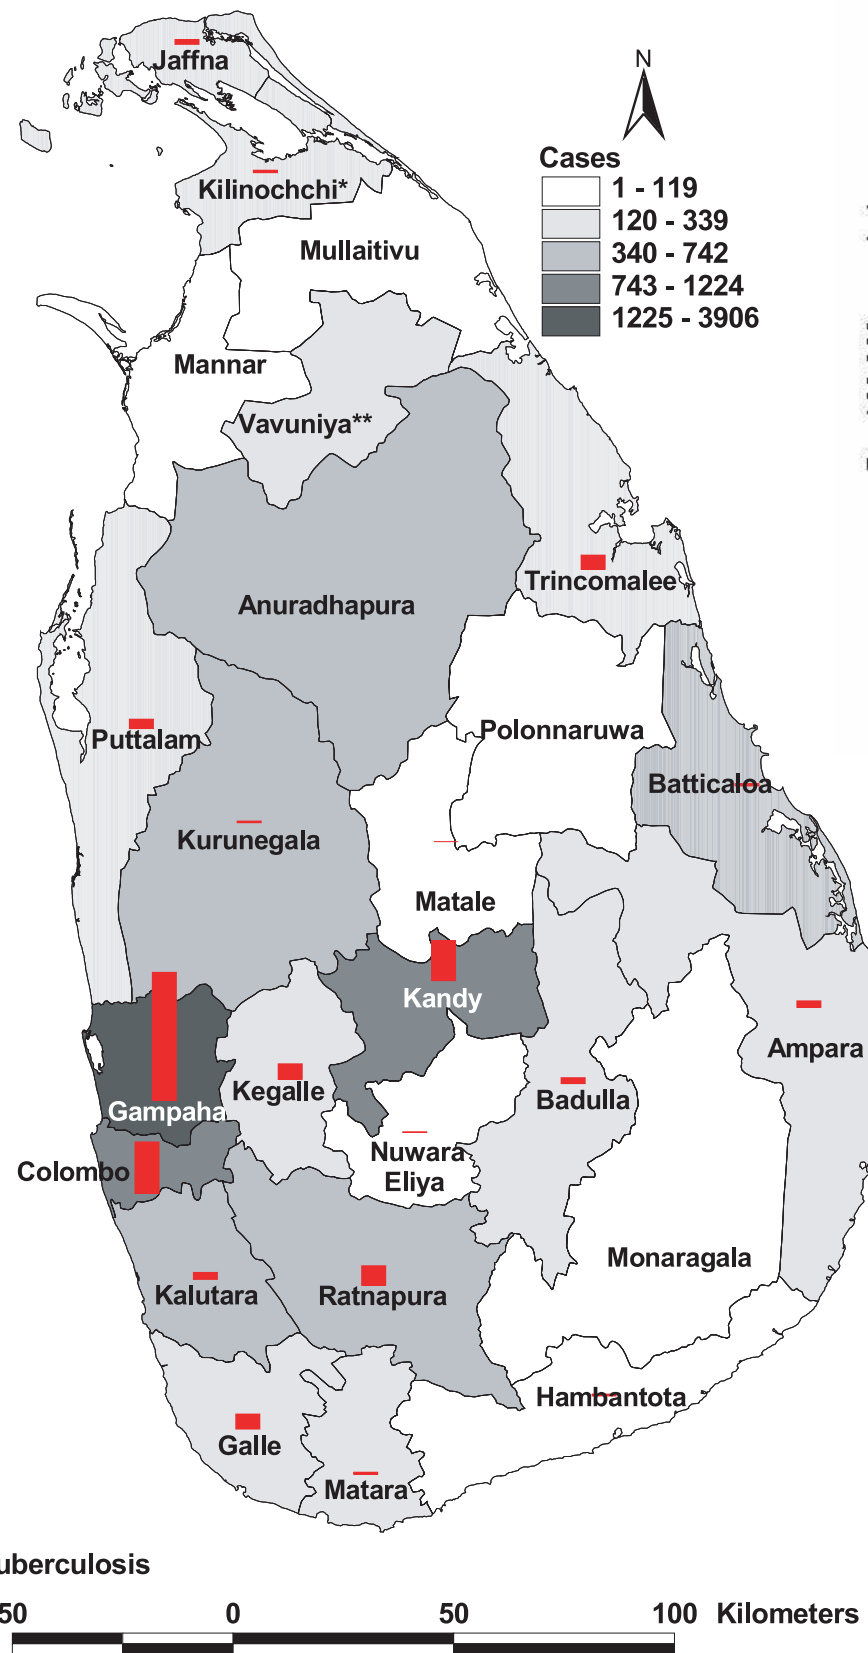 Jaffna
N
Cases
1 - 119
120 - 339
340 - 742
743 - 1224
1225 - 3906
Kilinochchi*
Mullaitivu
Mannar
Vavuniya**
Trincomalee
Anuradhapura
Polonnaruwa
Puttalam
Batticaloa
Kurunegala
Matale
Kandy
Ampara
Kegalle
Badulla
Gampaha
Nuwara
Eliya
Colombo
Monaragala
Kalutara
Ratnapura
Hambantota
Galle
Matara
uberculosis
50 0 50 100 Kilometers